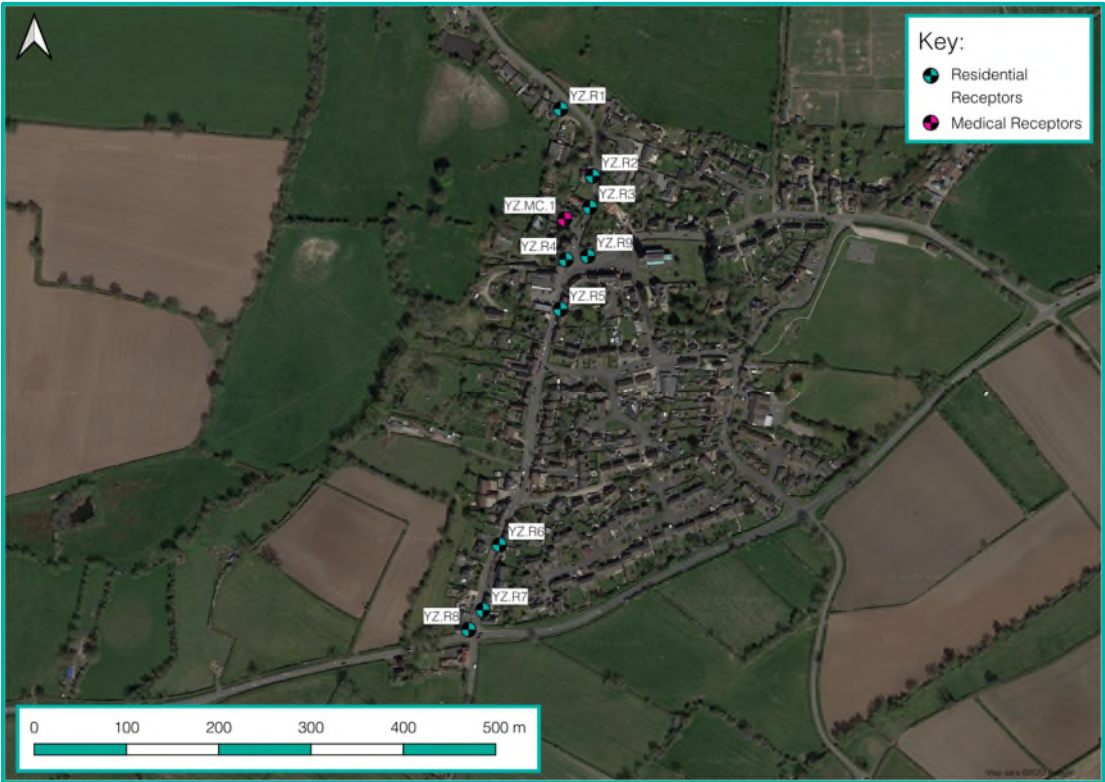 Key:
Residential
Receptors
Medical Receptors
YZ.R1
YZ.R2
YZ.R3
YZ.MC.1
YZ.R4
YZ.R9
YZ.R5
YZ.R6
YZ.R7
YZ.R8
0 100 200 300 400 500 m